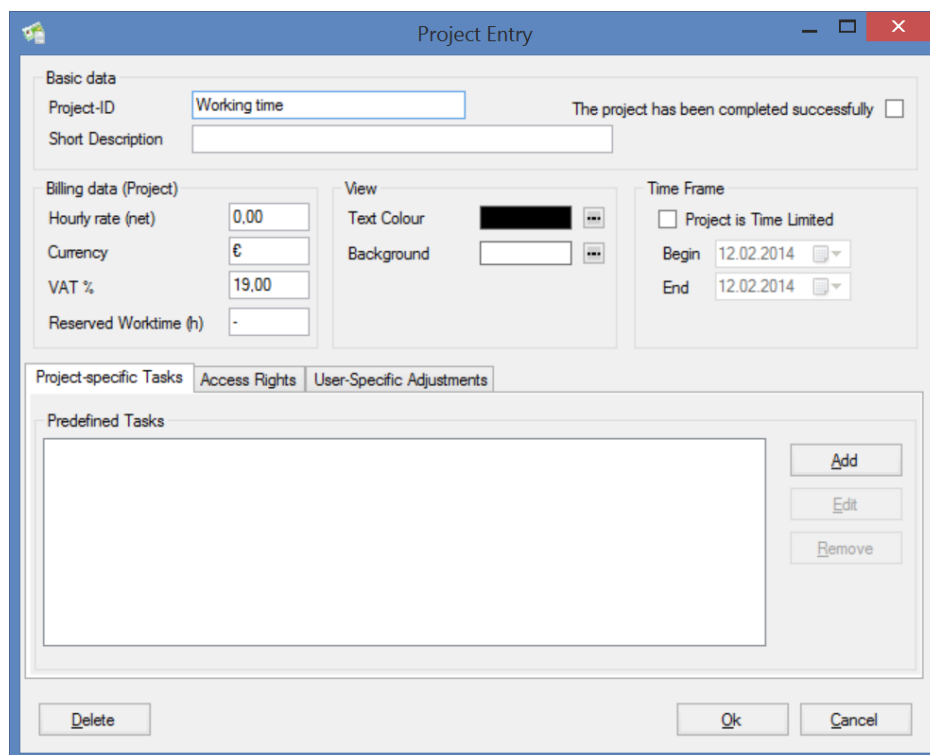 Project Entry
Basic data
Project-ID Working time The project has been completed successfully
Short Description
Billing data (Project)
Hourly rate (net) 0,00
Currency €
VAT % 19,00
Reserved Worktime (h) -
View
Text Colour
Background
Time Frame
Project is Time Limited
Begin 12.02.2014
End 12.02.2014
Project-specific Tasks Access Rights User-Specific Adjustments
Predefined Tasks
Add
Edit
Remove
Delete Ok Cancel